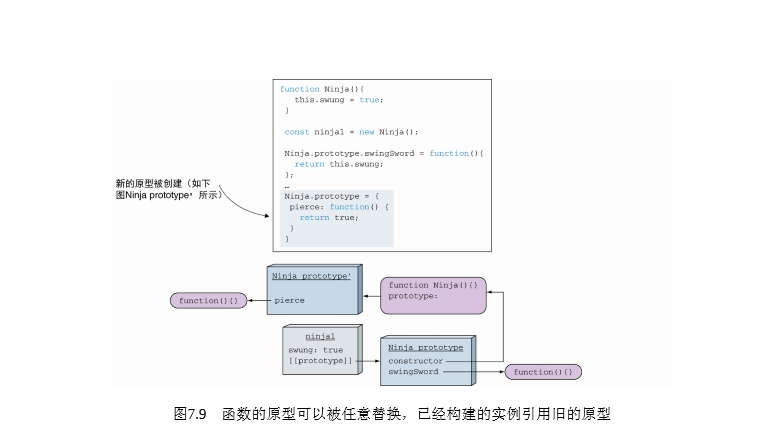 function Ninja(){
this.swung = true;
}
const ninja1 = new Ninja();
Ninja.prototype.swingSword = function(){
return this.swung;
};
…
Ninja.prototype = {
pierce: function() {
return true;
}
}
新的原型被创建（如下
图Ninja prototype，所示）
Ninja prototype'
pierce
function(){}
function Ninja(){}
prototype:
ninja1
swung: true
[[prototype]]
Ninja prototype
constructor
swingSword
function(){}
图7.9 函数的原型可以被任意替换，已经构建的实例引用旧的原型